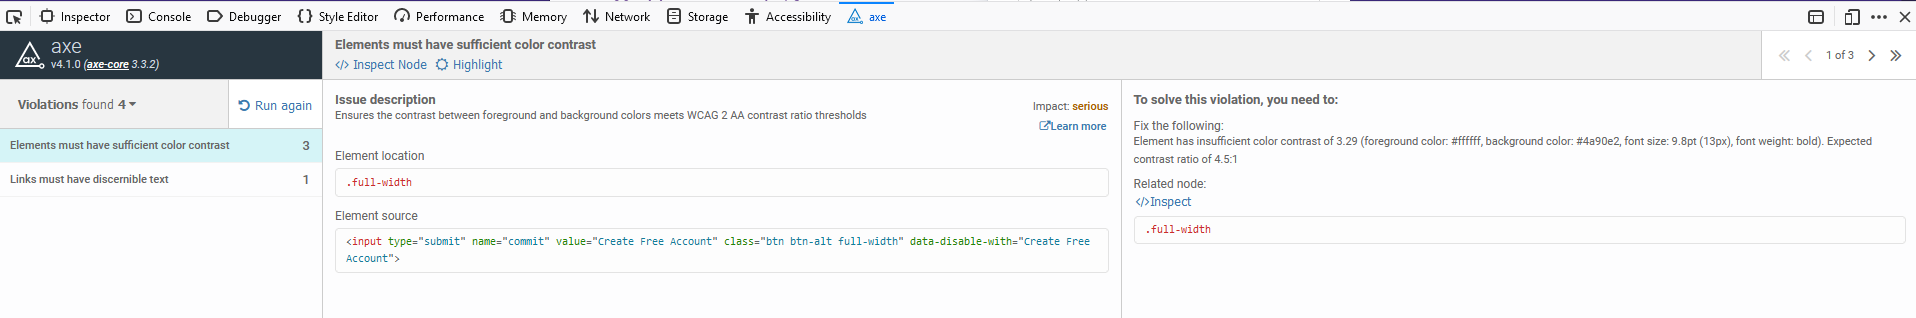 Inspector Console Debugger Style Editor Performance Memory Network Storage Accessibility axe
axe
v4.1.0 (axe-core 3.3.2)
Elements must have sufficient color contrast
</> Inspect Node Highlight
1 of 3
Violations found 4
Run again
Elements must have sufficient color contrast 3
Links must have discernible text 1
Issue description
Ensures the contrast between foreground and background colors meets WCAG 2 AA contrast ratio thresholds
Impact: serious
Learn more
Element location
.full-width
Element source
<input type="submit" name="commit" value="Create Free Account" class="btn btn-alt full-width" data-disable-with="Create Free
Account">
To solve this violation, you need to:
Fix the following:
Element has insufficient color contrast of 3.29 (foreground color: #ffffff, background color: #4a90e2, font size: 9.8pt (13px), font weight: bold). Expected
contrast ratio of 4.5:1
Related node:
</>Inspect
.full-width